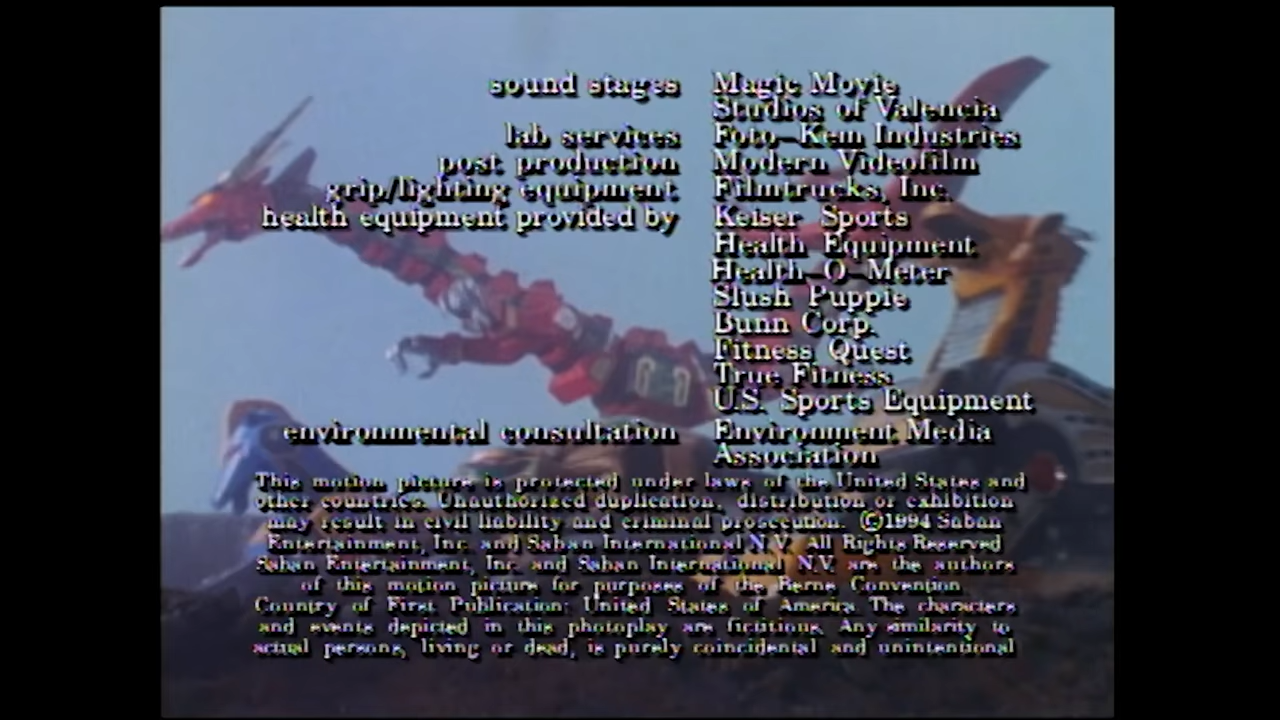 sound stages Magic Movie
Studios of Valencia
lab services Foto-Kem Industries
post production Modern Videofilm
grip/lighting equipment Filmtrucks, Inc.
health equipment provided by Keiser Sports
Health Equipment
Health-O-Meter
Slush Puppie
Bunn Corp.
Fitness Quest
True Fitness
U.S. Sports Equipment
environmental consultation Environment Media
Association
This motion picture is protected under laws of the United States and
other countries. Unauthorized duplication, distribution or exhibition
may result in civil liability and criminal prosecution. ©1994 Saban
Entertainment, Inc. and Saban International N.V. All Rights Reserved
Saban Entertainment, Inc. and Saban International N.V. are the authors
of this motion picture for purposes of the Berne Convention.
Country of First Publication: United States of America. The characters
and events depicted in this photoplay are fictitious. Any similarity to
actual persons, living or dead, is purely coincidental and unintentional